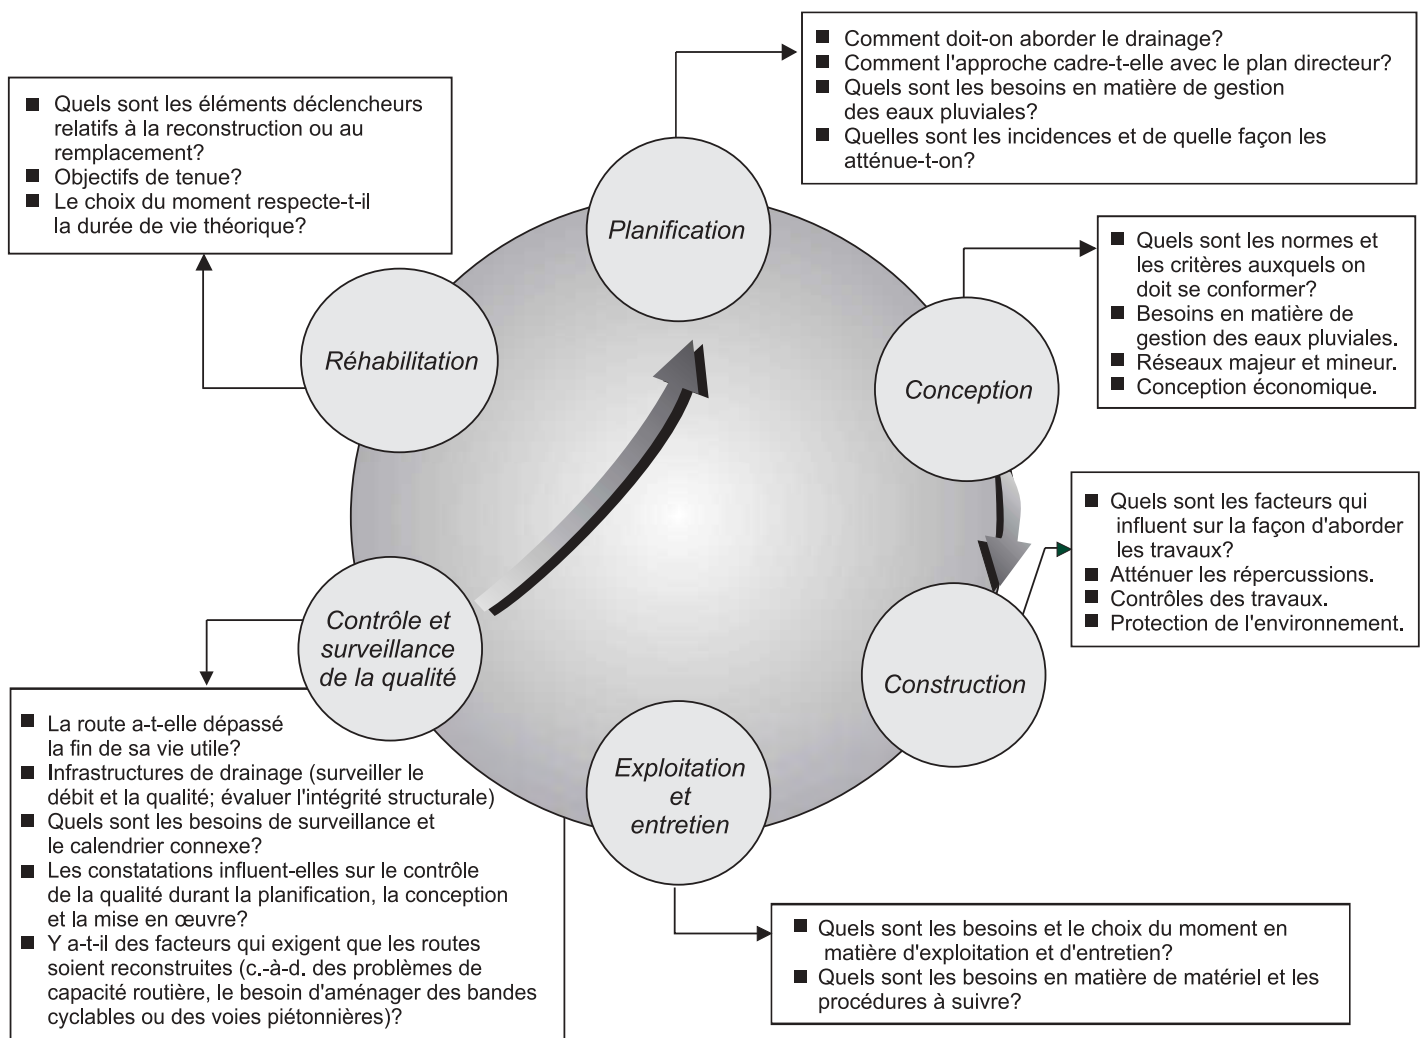 ■ Comment doit-on aborder le drainage?
■ Comment l'approche cadre-t-elle avec le plan directeur?
■ Quels sont les besoins en matière de gestion
des eaux pluviales?
■ Quelles sont les incidences et de quelle façon les
atténue-t-on?
■ Quels sont les éléments déclencheurs
relatifs à la reconstruction ou au
remplacement?
■ Objectifs de tenue?
■ Le choix du moment respecte-t-il
la durée de vie théorique?
Planification
■ Quels sont les normes et
les critères auxquels on
doit se conformer?
■ Besoins en matière de
gestion des eaux pluviales.
■ Réseaux majeur et mineur.
■ Conception économique.
Réhabilitation
Conception
■ Quels sont les facteurs qui
influent sur la façon d'aborder
les travaux?
■ Atténuer les répercussions.
■ Contrôles des travaux.
■ Protection de l'environnement.
Contrôle et
surveillance
de la qualité
Construction
■ La route a-t-elle dépassé
la fin de sa vie utile?
■ Infrastructures de drainage (surveiller le
débit et la qualité; évaluer l'intégrité structurale)
■ Quels sont les besoins de surveillance et
le calendrier connexe?
■ Les constatations influent-elles sur le contrôle
de la qualité durant la planification, la conception
et la mise en œuvre?
■ Y a-t-il des facteurs qui exigent que les routes
soient reconstruites (c.-à-d. des problèmes de
capacité routière, le besoin d'aménager des bandes
cyclables ou des voies piétonnières)?
Exploitation
et
entretien
■ Quels sont les besoins et le choix du moment en
matière d'exploitation et d'entretien?
■ Quels sont les besoins en matière de matériel et les
procédures à suivre?